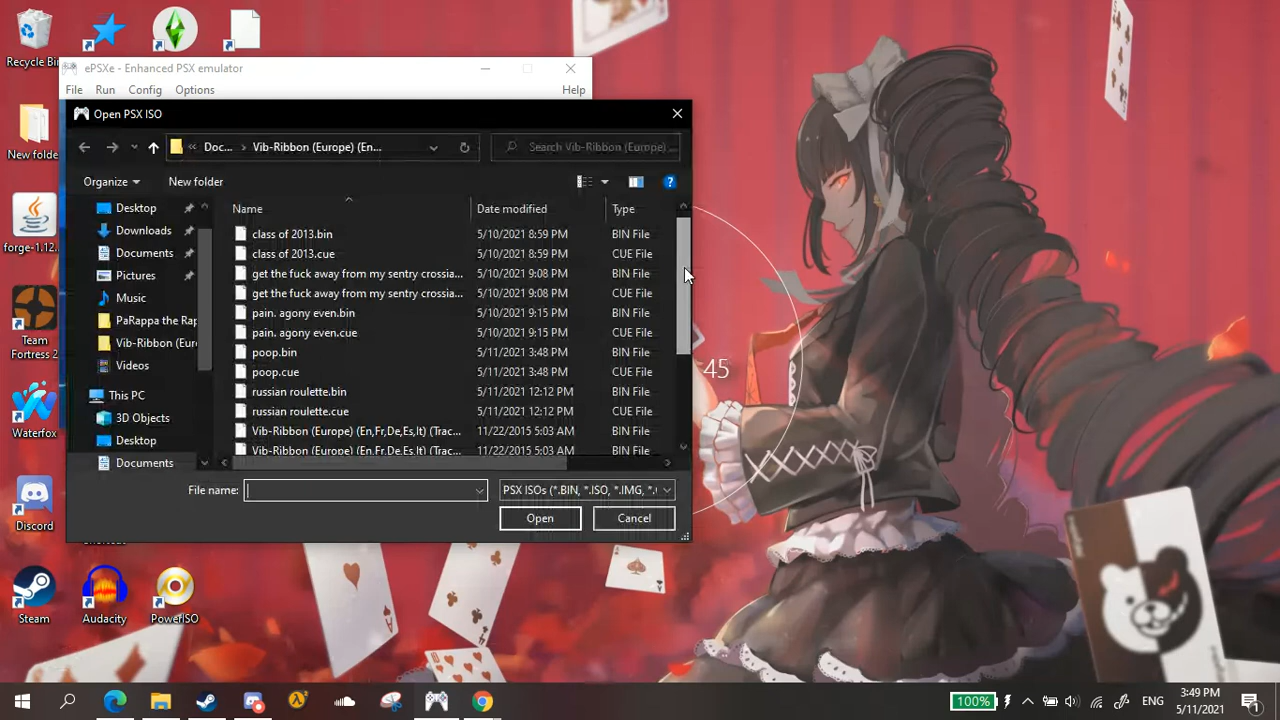 Recycle Bin
ePSXe - Enhanced PSX emulator
File Run Config Options Help
Open PSX ISO
« Doc... > Vib-Ribbon (Europe) (En... Search Vib-Ribbon (Europe) ...
Organize New folder ?
Name Date modified Type
Desktop
Downloads
Documents
Pictures
Music
PaRappa the Rap
Vib-Ribbon (Euro
Videos
This PC
3D Objects
Desktop
Documents
class of 2013.bin 5/10/2021 8:59 PM BIN File
class of 2013.cue 5/10/2021 8:59 PM CUE File
get the fuck away from my sentry crossia... 5/10/2021 9:08 PM BIN File
get the fuck away from my sentry crossia... 5/10/2021 9:08 PM CUE File
pain. agony even.bin 5/10/2021 9:15 PM BIN File
pain. agony even.cue 5/10/2021 9:15 PM CUE File
poop.bin 5/11/2021 3:48 PM BIN File
poop.cue 5/11/2021 3:48 PM CUE File
russian roulette.bin 5/11/2021 12:12 PM BIN File
russian roulette.cue 5/11/2021 12:12 PM CUE File
Vib-Ribbon (Europe) (En,Fr,De,Es,It) (Trac... 11/22/2015 5:03 AM BIN File
Vib-Ribbon (Europe) (En,Fr,De,Es,It) (Trac... 11/22/2015 5:03 AM BIN File
File name: PSX ISOs (*.BIN, *.ISO, *.IMG, *.
Open Cancel
New folde
forge-1.12...
Team
Fortress 2
Waterfox
Discord
Steam
Audacity
PowerISO
45
100% ENG
3:49 PM
5/11/2021
1